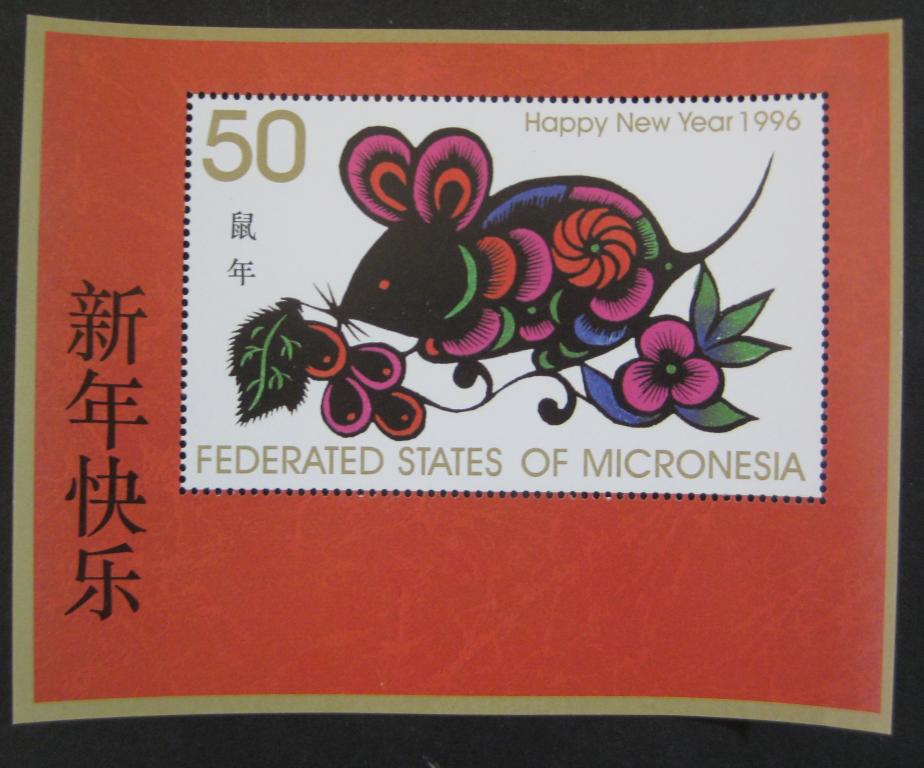 50
Happy New Year 1996
鼠年
新年快乐
FEDERATED STATES OF MICRONESIA